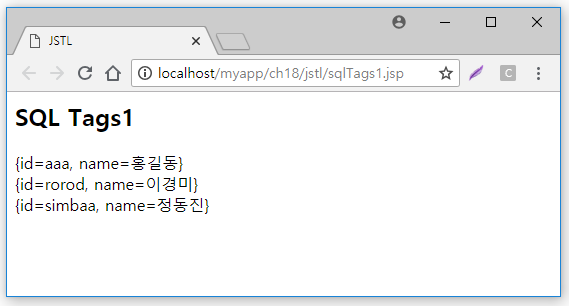 JSTL
localhost/myapp/ch18/jstl/sqlTags1.jsp
C
SQL Tags1
{id=aaa, name=홍길동}
{id=rorod, name=이경미}
{id=simbaa, name=정동진}